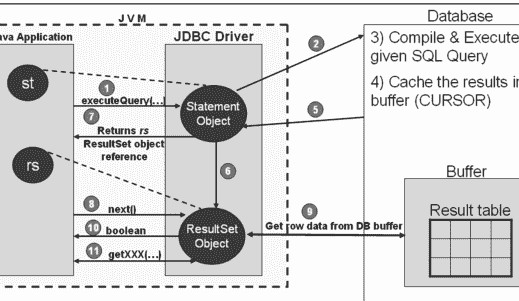 J V M
Database
ava Application
JDBC Driver
3) Compile & Execute
given SQL Query
4) Cache the results in
buffer (CURSOR)
st
1
executeQuery(...)
2
Statement
Object
5
7
Returns rs
ResultSet object
reference
rs
6
8
next()
9
Get row data from DB buffer
10
boolean
ResultSet
Object
11
getXXX(...)
Buffer
Result table